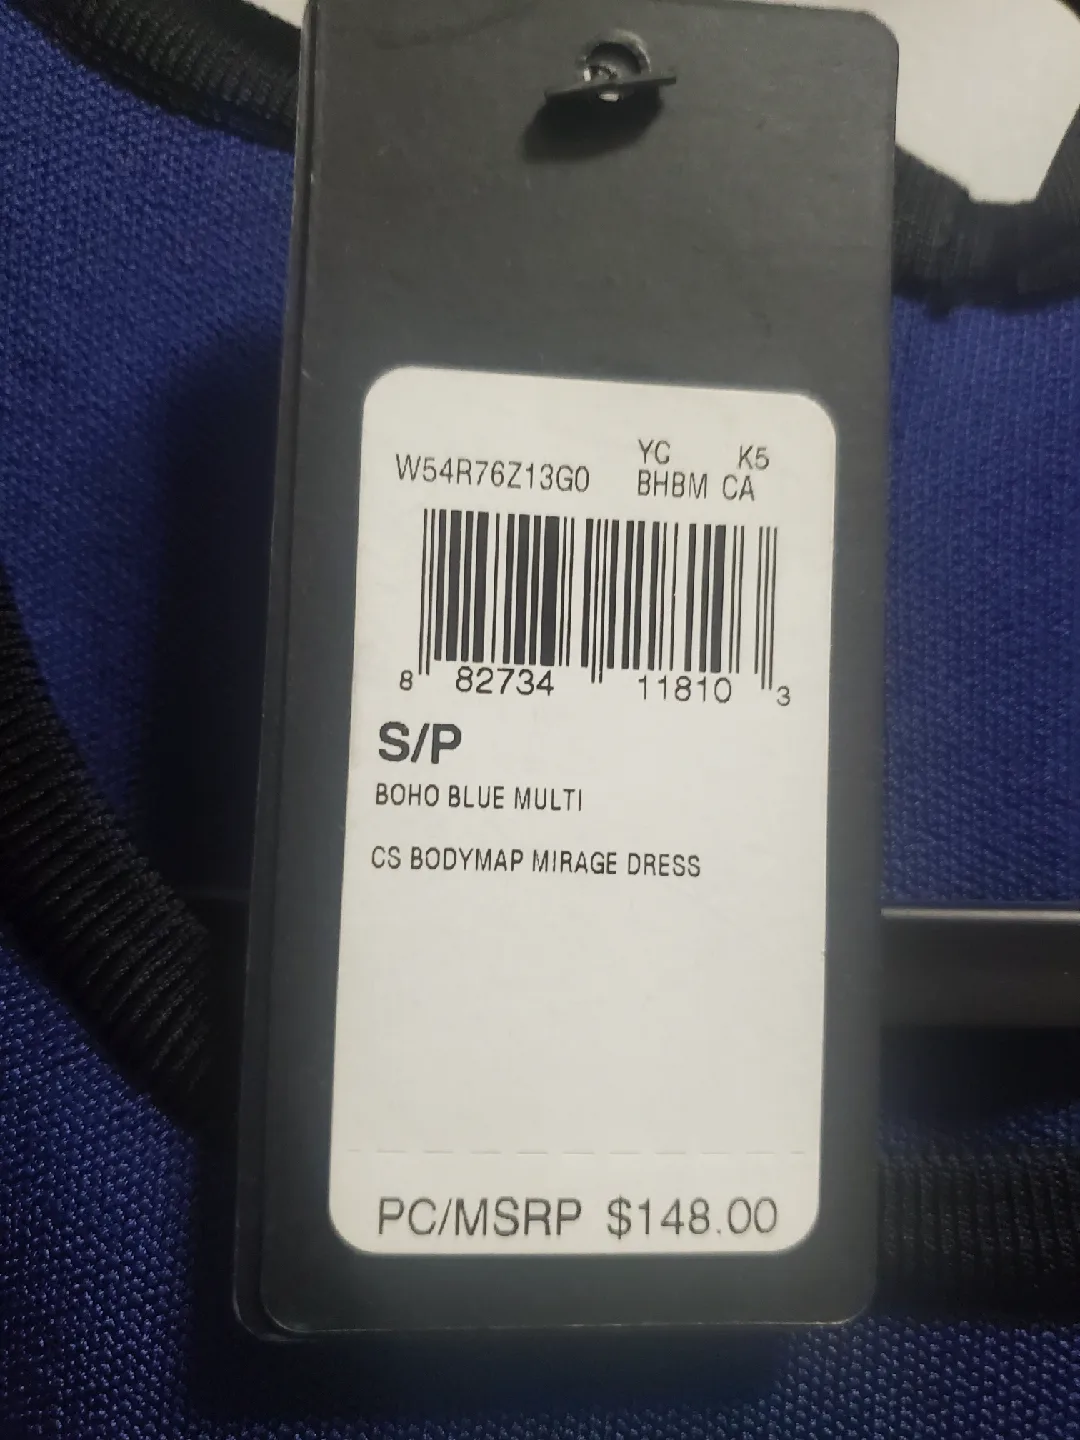 YC K5
W54R76Z13G0 BHBM CA
8 82734 11810 3
S/P
BOHO BLUE MULTI
CS BODYMAP MIRAGE DRESS
PC/MSRP $148.00